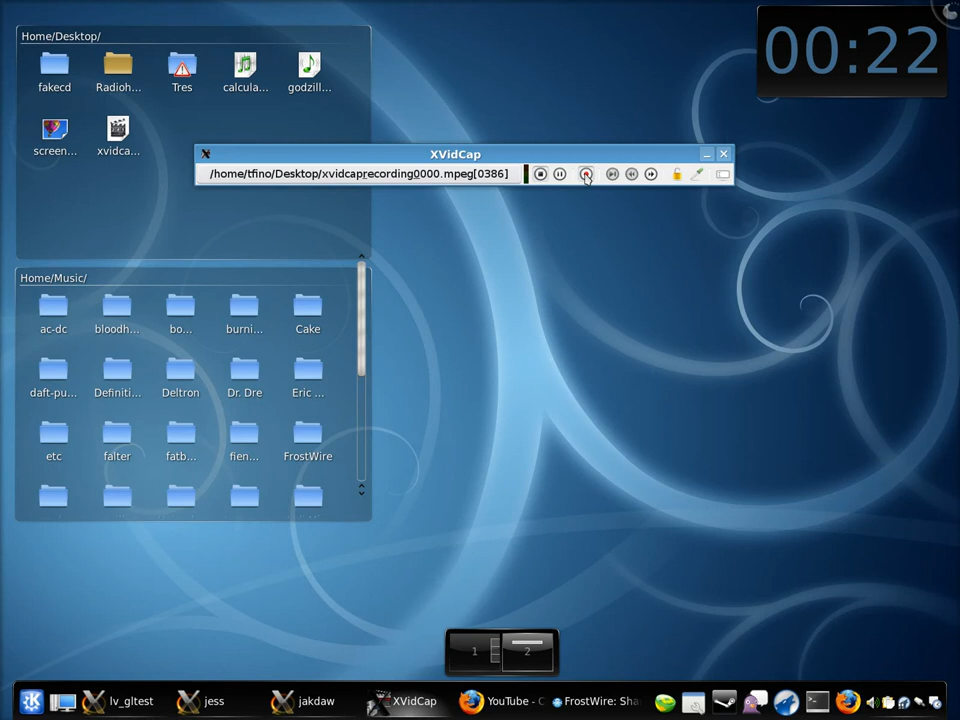 Home/Desktop/
00:22
fakecd Radioh... Tres calcula... godzill...
screen... xvidca...
XVidCap
/home/tfino/Desktop/xvidcaprecording0000.mpeg[0386]
Home/Music/
ac-dc bloodh... bo... burni... Cake
daft-pu... Definiti... Deltron Dr. Dre Eric ...
etc falter fatb... fien... FrostWire
1 2
lv_gltest jess jakdaw XVidCap YouTube - C FrostWire: Sha